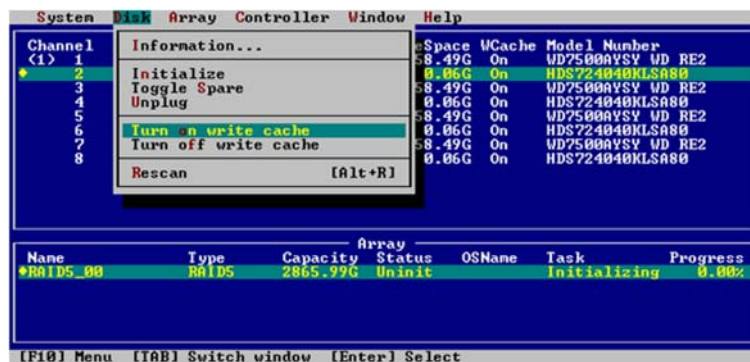 System Disk Array Controller Window Help
Channel eSpace WCache Model Number
(1) 1 58.49G On WD7500AYSY WD RE2
2 0.06G On HDS724040KLSA80
3 58.49G On WD7500AYSY WD RE2
4 0.06G On HDS724040KLSA80
5 58.49G On WD7500AYSY WD RE2
6 0.06G On HDS724040KLSA80
7 58.49G On WD7500AYSY WD RE2
8 0.06G On HDS724040KLSA80
Information...
Initialize
Toggle Spare
Unplug
Turn on write cache
Turn off write cache
Rescan [Alt+R]
Array
Name Type Capacity Status OSName Task Progress
RAID5_00 RAID5 2865.99G Uninit Initializing 0.00%
[F10] Menu [TAB] Switch window [Enter] Select